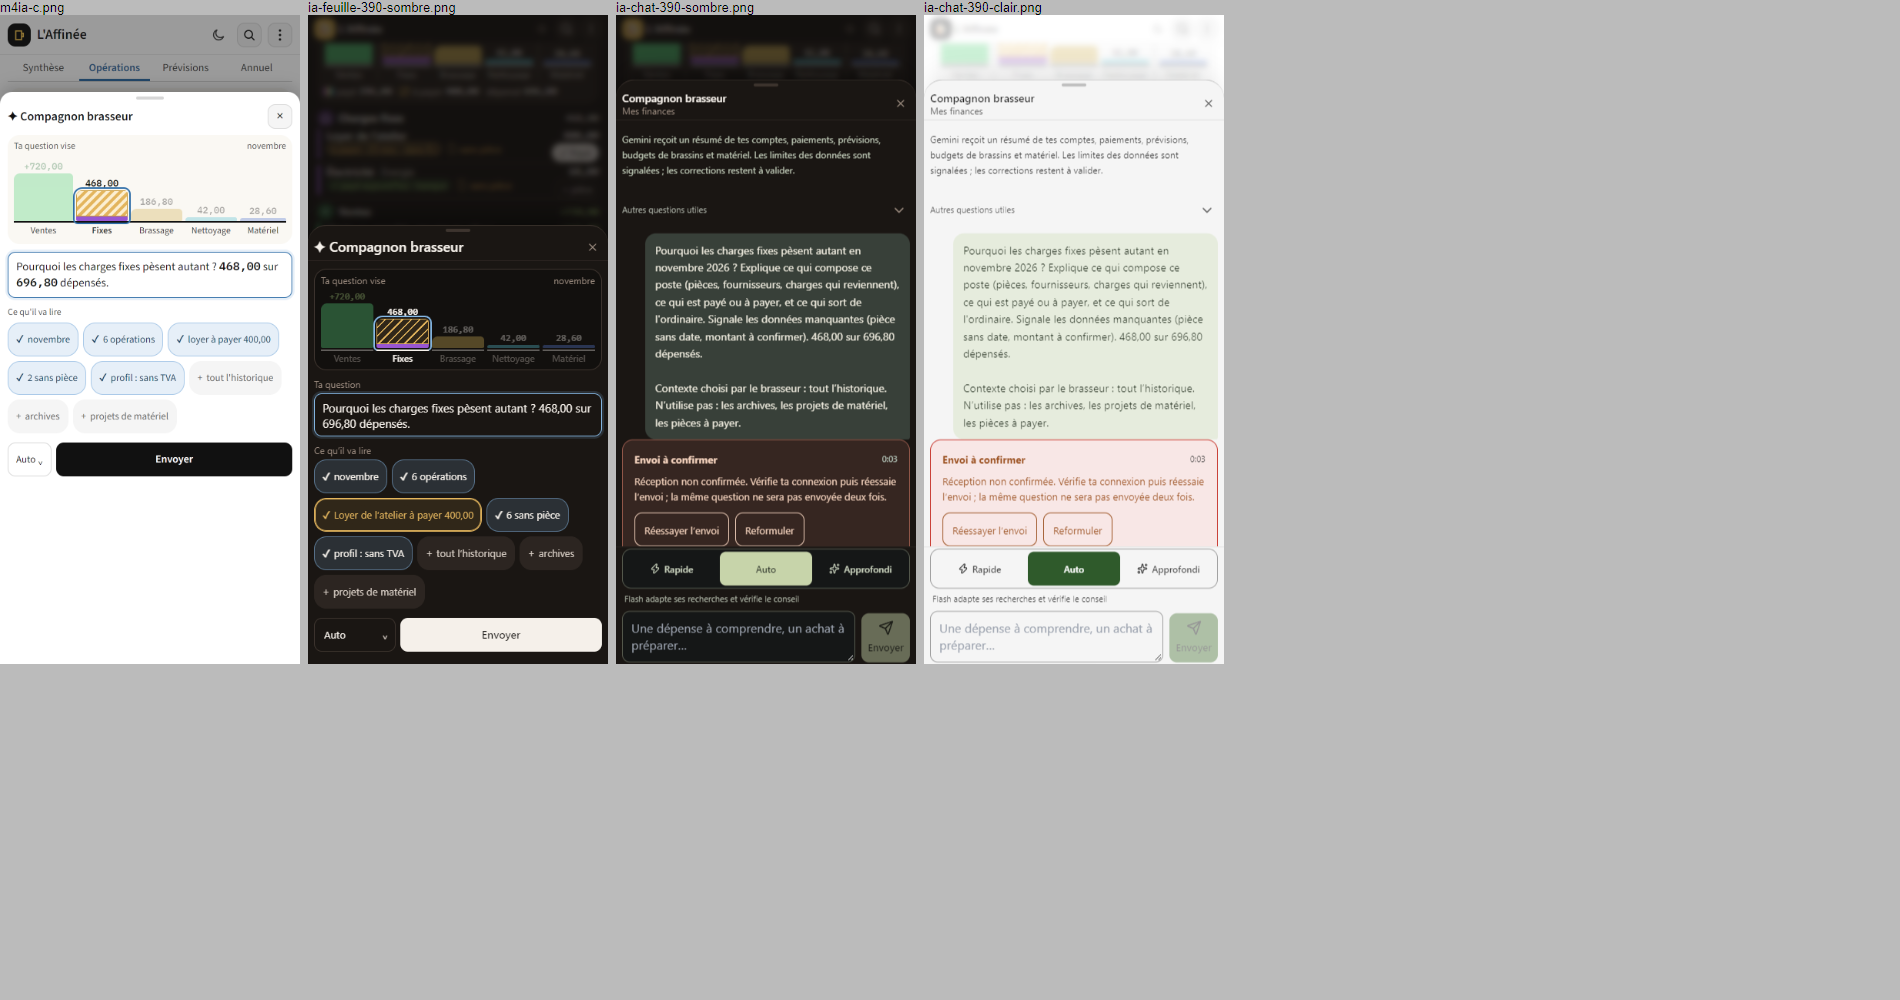 m4ia-c.png
L'Affinée
Synthèse Opérations Prévisions Annuel
✦ Compagnon brasseur ×
Ta question vise novembre
+720,00
468,00
186,80
42,00
28,60
Ventes Fixes Brassage Nettoyage Matériel
Pourquoi les charges fixes pèsent autant ? 468,00 sur
696,80 dépensés.
Ce qu'il va lire
✓ novembre ✓ 6 opérations ✓ loyer à payer 400,00
✓ 2 sans pièce ✓ profil : sans TVA + tout l'historique
+ archives + projets de matériel
Auto Envoyer
ia-feuille-390-sombre.png
✦ Compagnon brasseur ×
Ta question vise novembre
+720,00
468,00
186,80
42,00
28,60
Ventes Fixes Brassage Nettoyage Matériel
Ta question
Pourquoi les charges fixes pèsent autant ? 468,00 sur
696,80 dépensés.
Ce qu'il va lire
✓ novembre ✓ 6 opérations
✓ Loyer de l'atelier à payer 400,00 ✓ 6 sans pièce
✓ profil : sans TVA + tout l'historique + archives
+ projets de matériel
Auto Envoyer
ia-chat-390-sombre.png
Compagnon brasseur ×
Mes finances
Gemini reçoit un résumé de tes comptes, paiements, prévisions,
budgets de brassins et matériel. Les limites des données sont
signalées ; les corrections restent à valider.
Autres questions utiles
Pourquoi les charges fixes pèsent autant en
novembre 2026 ? Explique ce qui compose ce
poste (pièces, fournisseurs, charges qui reviennent),
ce qui est payé ou à payer, et ce qui sort de
l'ordinaire. Signale les données manquantes (pièce
sans date, montant à confirmer). 468,00 sur 696,80
dépensés.
Contexte choisi par le brasseur : tout l'historique.
N'utilise pas : les archives, les projets de matériel,
les pièces à payer.
Envoi à confirmer 0:03
Réception non confirmée. Vérifie ta connexion puis réessaie
l'envoi ; la même question ne sera pas envoyée deux fois.
Réessayer l'envoi Reformuler
Rapide Auto Approfondi
Flash adapte ses recherches et vérifie le conseil
Une dépense à comprendre, un achat à
préparer...
Envoyer
ia-chat-390-clair.png
Compagnon brasseur ×
Mes finances
Gemini reçoit un résumé de tes comptes, paiements, prévisions,
budgets de brassins et matériel. Les limites des données sont
signalées ; les corrections restent à valider.
Autres questions utiles
Pourquoi les charges fixes pèsent autant en
novembre 2026 ? Explique ce qui compose ce
poste (pièces, fournisseurs, charges qui reviennent),
ce qui est payé ou à payer, et ce qui sort de
l'ordinaire. Signale les données manquantes (pièce
sans date, montant à confirmer). 468,00 sur 696,80
dépensés.
Contexte choisi par le brasseur : tout l'historique.
N'utilise pas : les archives, les projets de matériel,
les pièces à payer.
Envoi à confirmer 0:03
Réception non confirmée. Vérifie ta connexion puis réessaie
l'envoi ; la même question ne sera pas envoyée deux fois.
Réessayer l'envoi Reformuler
Rapide Auto Approfondi
Flash adapte ses recherches et vérifie le conseil
Une dépense à comprendre, un achat à
préparer...
Envoyer